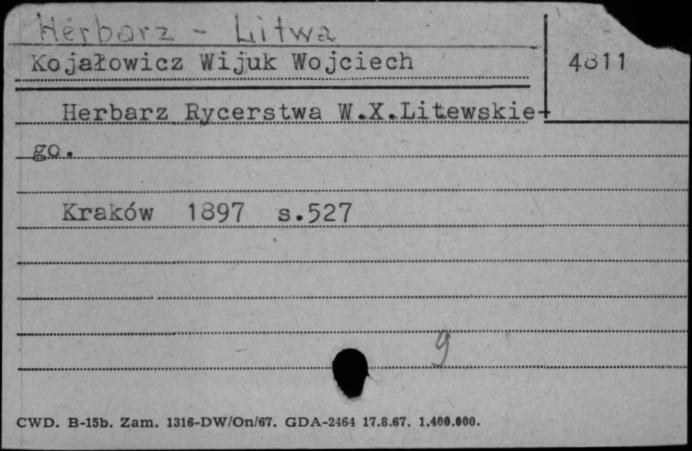 Herbarz - Litwa
Kojałowicz Wijuk Wojciech
4811
Herbarz Rycerstwa W.X.Litewskie-
go.
Kraków 1897 s.527
9
CWD. B-15b. Zam. 1316-DW/On/67. GDA-2464 17.8.67. 1.400.000.